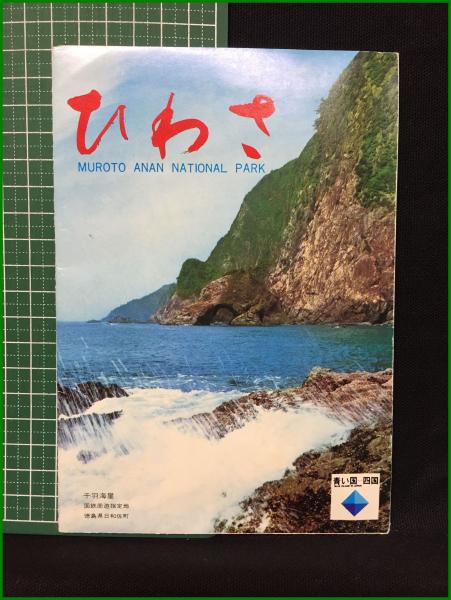 ひわさ
MUROTO ANAN NATIONAL PARK
千羽海崖
国鉄周遊指定地
徳島県日和佐町
青い国 四国